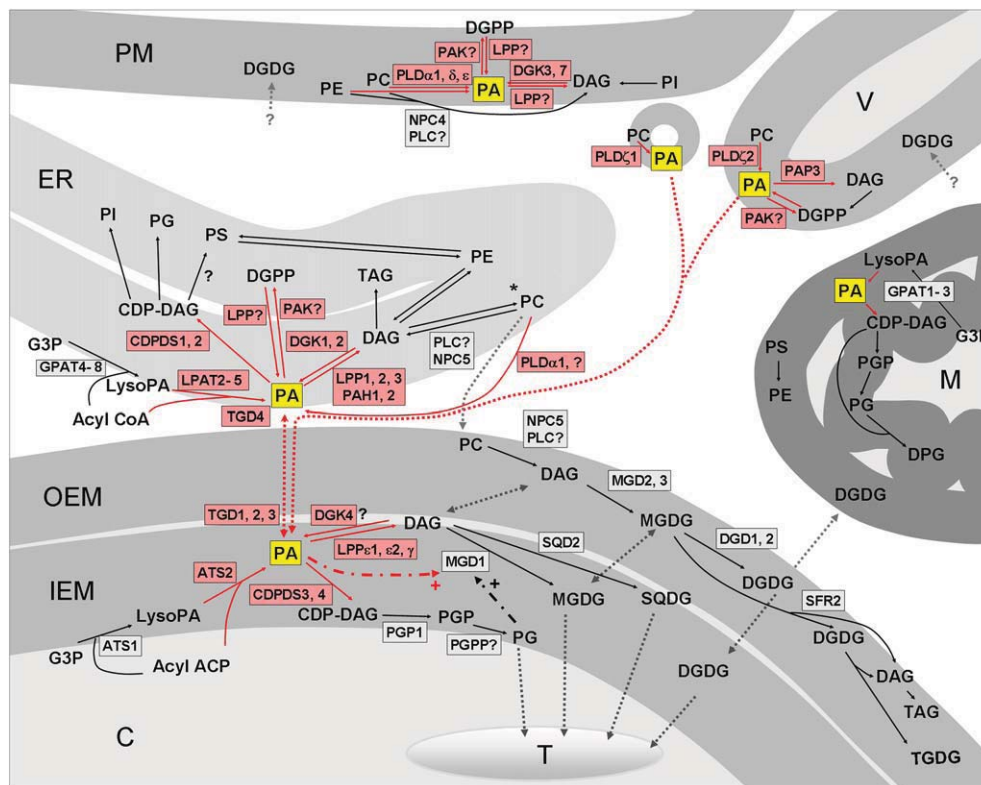 DGPP
PM
PAK?
LPP?
DGDG
PC
PLDα1, δ, ε
DGK3, 7
PE
PA
DAG
PI
LPP?
?
NPC4
PLC?
V
PC
PLDζ1
PA
PC
PLDζ2
DGDG
PAP3
PA
DAG
?
PAK?
DGPP
ER
PI
PG
PS
PE
?
DGPP
TAG
*
PC
CDP-DAG
LPP?
PAK?
DAG
PLC?
NPC5
G3P
CDPDS1, 2
DGK1, 2
GPAT4-8
LPAT2-5
PLDα1, ?
LysoPA
PA
LPP1, 2, 3
PAH1, 2
Acyl CoA
TGD4
LysoPA
PA
GPAT1-3
CDP-DAG
G3P
PS
PGP
M
PE
PG
DPG
DGDG
PC
NPC5
PLC?
OEM
DAG
MGD2, 3
TGD1, 2, 3
DGK4
?
DAG
MGDG
PA
LPPε1, ε2, γ
SQD2
DGD1, 2
ATS2
MGD1
IEM
CDPDS3, 4
+
+
DGDG
MGDG
SQDG
SFR2
LysoPA
CDP-DAG
PGP
ATS1
PGP1
PGPP?
PG
DGDG
G3P
Acyl ACP
DGDG
DAG
TAG
C
T
TGDG